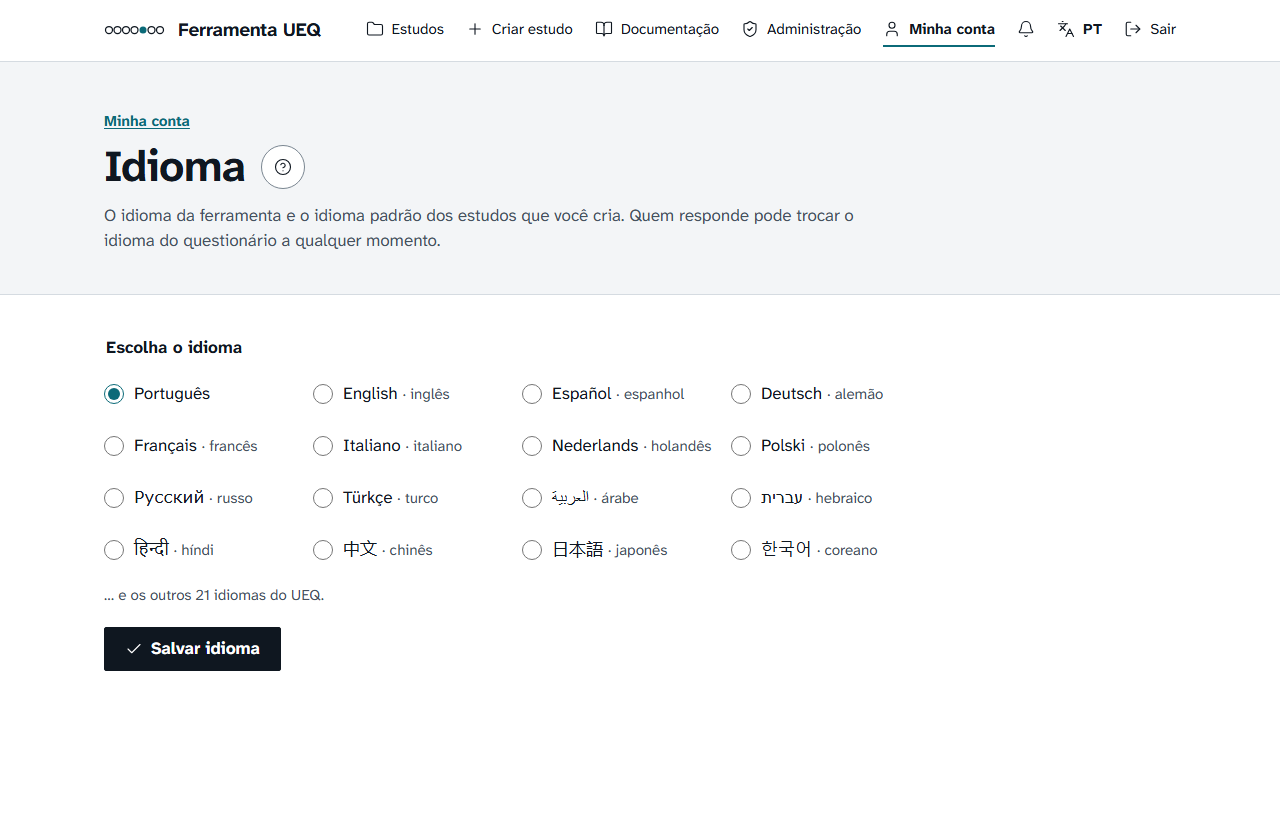 Ferramenta UEQ Estudos Criar estudo Documentação Administração Minha conta PT Sair
Minha conta
Idioma
O idioma da ferramenta e o idioma padrão dos estudos que você cria. Quem responde pode trocar o
idioma do questionário a qualquer momento.
Escolha o idioma
Português English · inglês Español · espanhol Deutsch · alemão
Français · francês Italiano · italiano Nederlands · holandês Polski · polonês
Русский · russo Türkçe · turco العربية · árabe עברית · hebraico
हिन्दी · híndi 中文 · chinês 日本語 · japonês 한국어 · coreano
... e os outros 21 idiomas do UEQ.
Salvar idioma